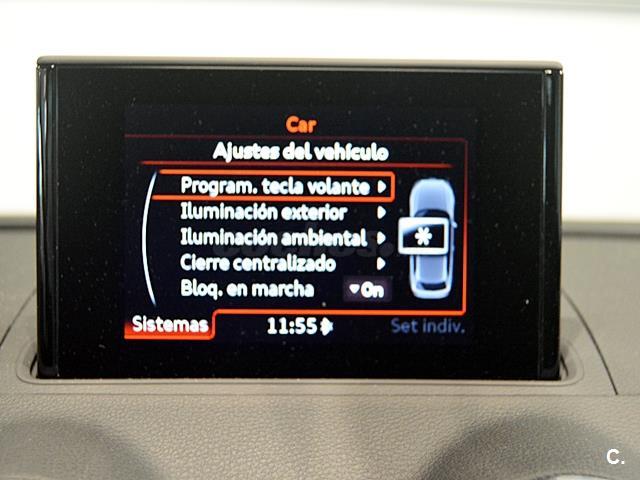 Car
Ajustes del vehículo
Program. tecla volante
Iluminación exterior
Iluminación ambiental
Cierre centralizado
Bloq. en marcha On
*
Sistemas 11:55 Set indiv.
C.